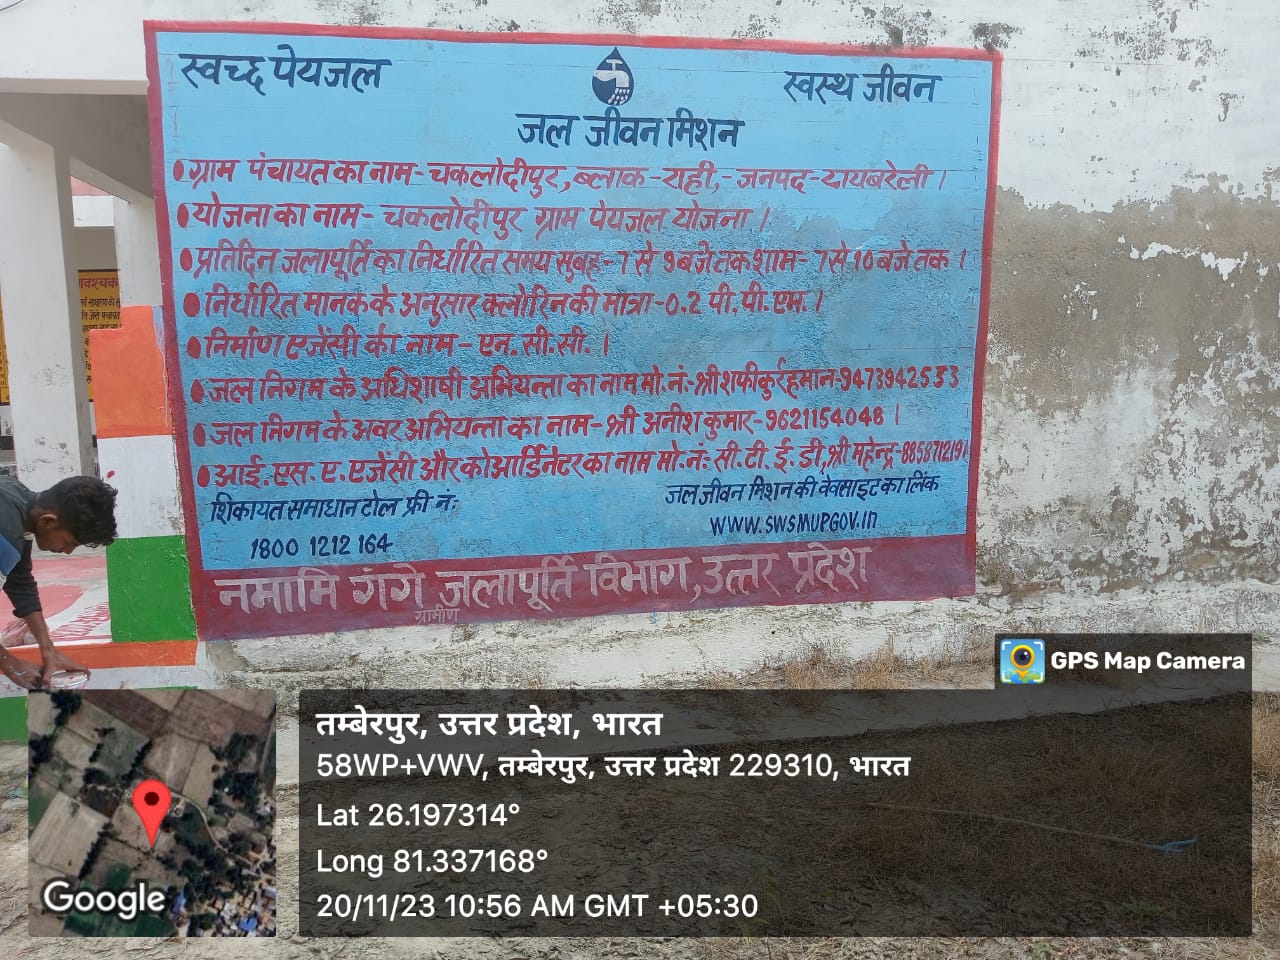 स्वच्छ पेयजल
स्वस्थ जीवन
जल जीवन मिशन
•ग्राम पंचायत का नाम-चकलोदीपुर, ब्लाक-राही,-जनपद-रायबरेली।
•योजना का नाम-चकलोदीपुर ग्राम पेयजल योजना।
•प्रतिदिन जलापूर्ति का निर्धारित समय सुबह-7 से 9 बजे तक शाम-7 से 10 बजे तक।
•निर्धारित मानक के अनुसार क्लोरिन की मात्रा-0.2 पी.पी.एम.।
•निर्माण एजेंसी का नाम-एन.सी.सी.।
•जल निगम के अधिशाषी अभियन्ता का नाम मो.नं:-श्री शफीकुर्रहमान-9473942533
•जल निगम के अवर अभियन्ता का नाम-श्री अनीश कुमार-9621154048।
•आई.एस.ए.एजेंसी और कोआर्डिनेटर का नाम मो.नं: सी.टी.ई.डी,श्री महेन्द्र-8858712191
शिकायत समाधान टोल फ्री नं:
1800 1212 164
जल जीवन मिशन की वेवसाइट का लिंक
WWW.SWSMUPGOV.in
नमामि गंगे जलापूर्ति विभाग,उत्तर प्रदेश
ग्रामीण
GPS Map Camera
तम्बेरपुर, उत्तर प्रदेश, भारत
58WP+VWV, तम्बेरपुर, उत्तर प्रदेश 229310, भारत
Lat 26.197314°
Long 81.337168°
20/11/23 10:56 AM GMT +05:30
Google